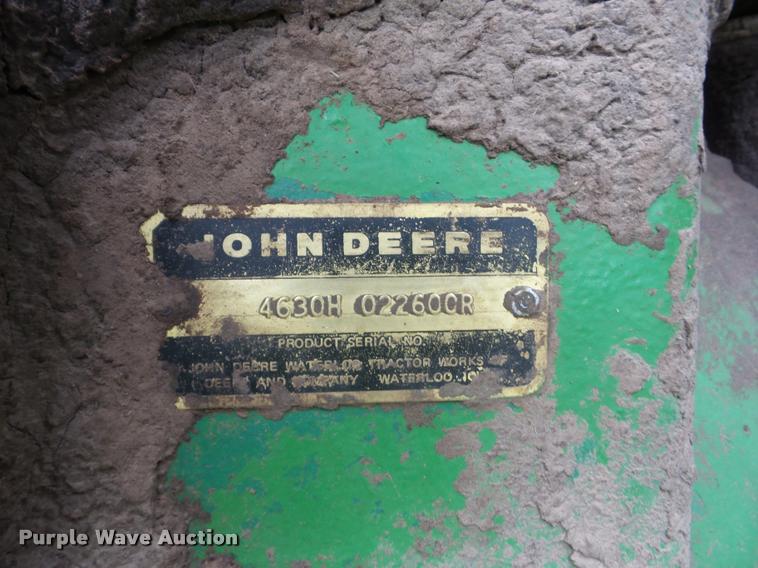 JOHN DEERE
4630H 022600R
PRODUCT SERIAL NO.
JOHN DEERE WATERLOO TRACTOR WORKS OF
DEERE AND COMPANY WATERLOO
Purple Wave Auction